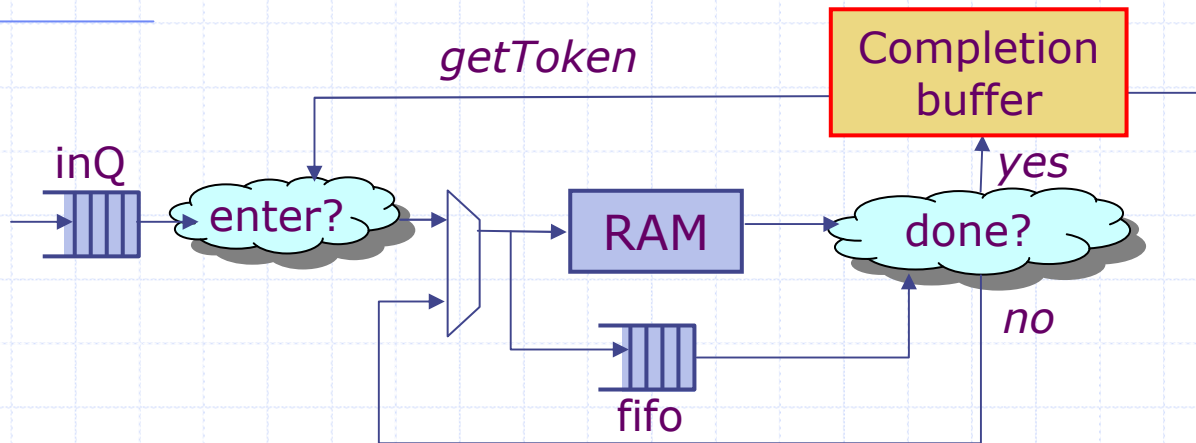 Completion
buffer
getToken
inQ
yes
enter?
RAM
done?
no
fifo